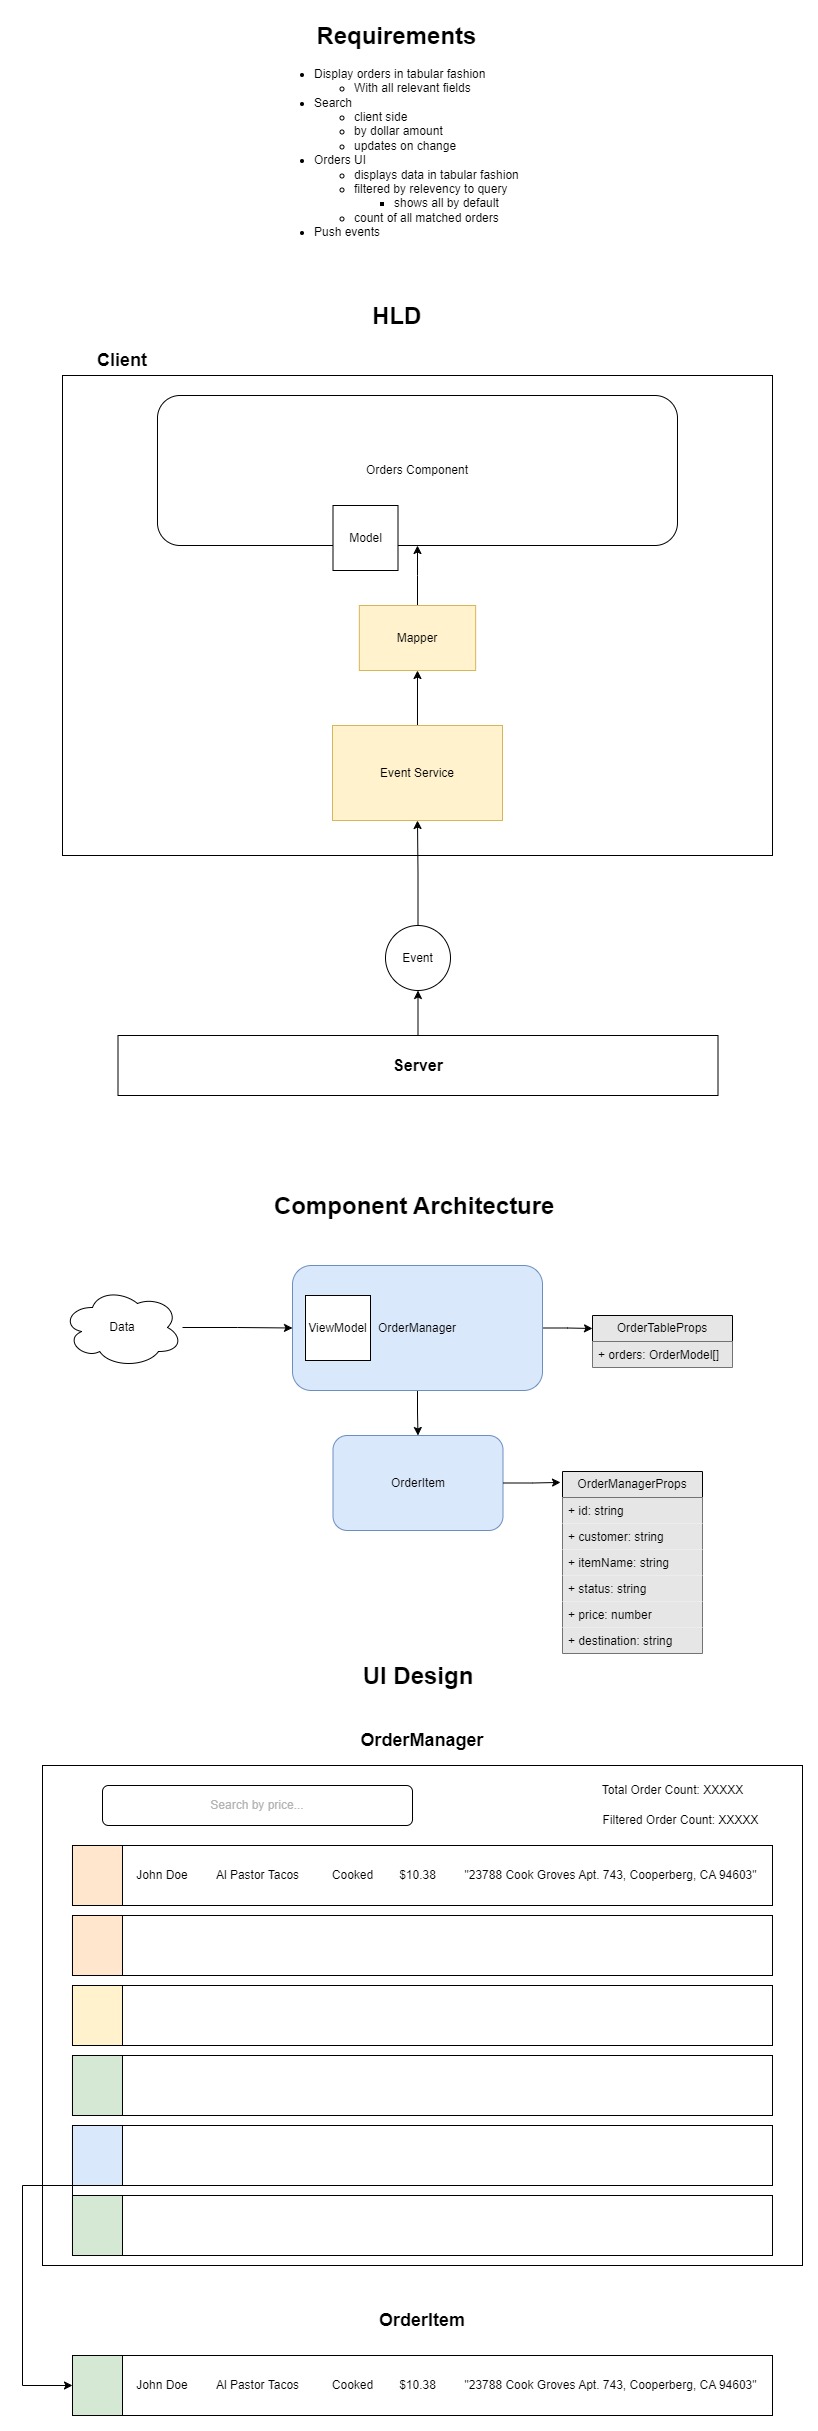 Requirements
Display orders in tabular fashion
With all relevant fields
Search
client side
by dollar amount
updates on change
Orders UI
displays data in tabular fashion
filtered by relevency to query
shows all by default
count of all matched orders
Push events
HLD
Client
Orders Component
Model
Mapper
Event Service
Event
Server
Component Architecture
Data
ViewModel
OrderManager
OrderTableProps
+ orders: OrderModel[]
OrderItem
OrderManagerProps
+ id: string
+ customer: string
+ itemName: string
+ status: string
+ price: number
+ destination: string
UI Design
OrderManager
Search by price...
Total Order Count: XXXXX
Filtered Order Count: XXXXX
John Doe Al Pastor Tacos Cooked $10.38 "23788 Cook Groves Apt. 743, Cooperberg, CA 94603"
OrderItem
John Doe Al Pastor Tacos Cooked $10.38 "23788 Cook Groves Apt. 743, Cooperberg, CA 94603"